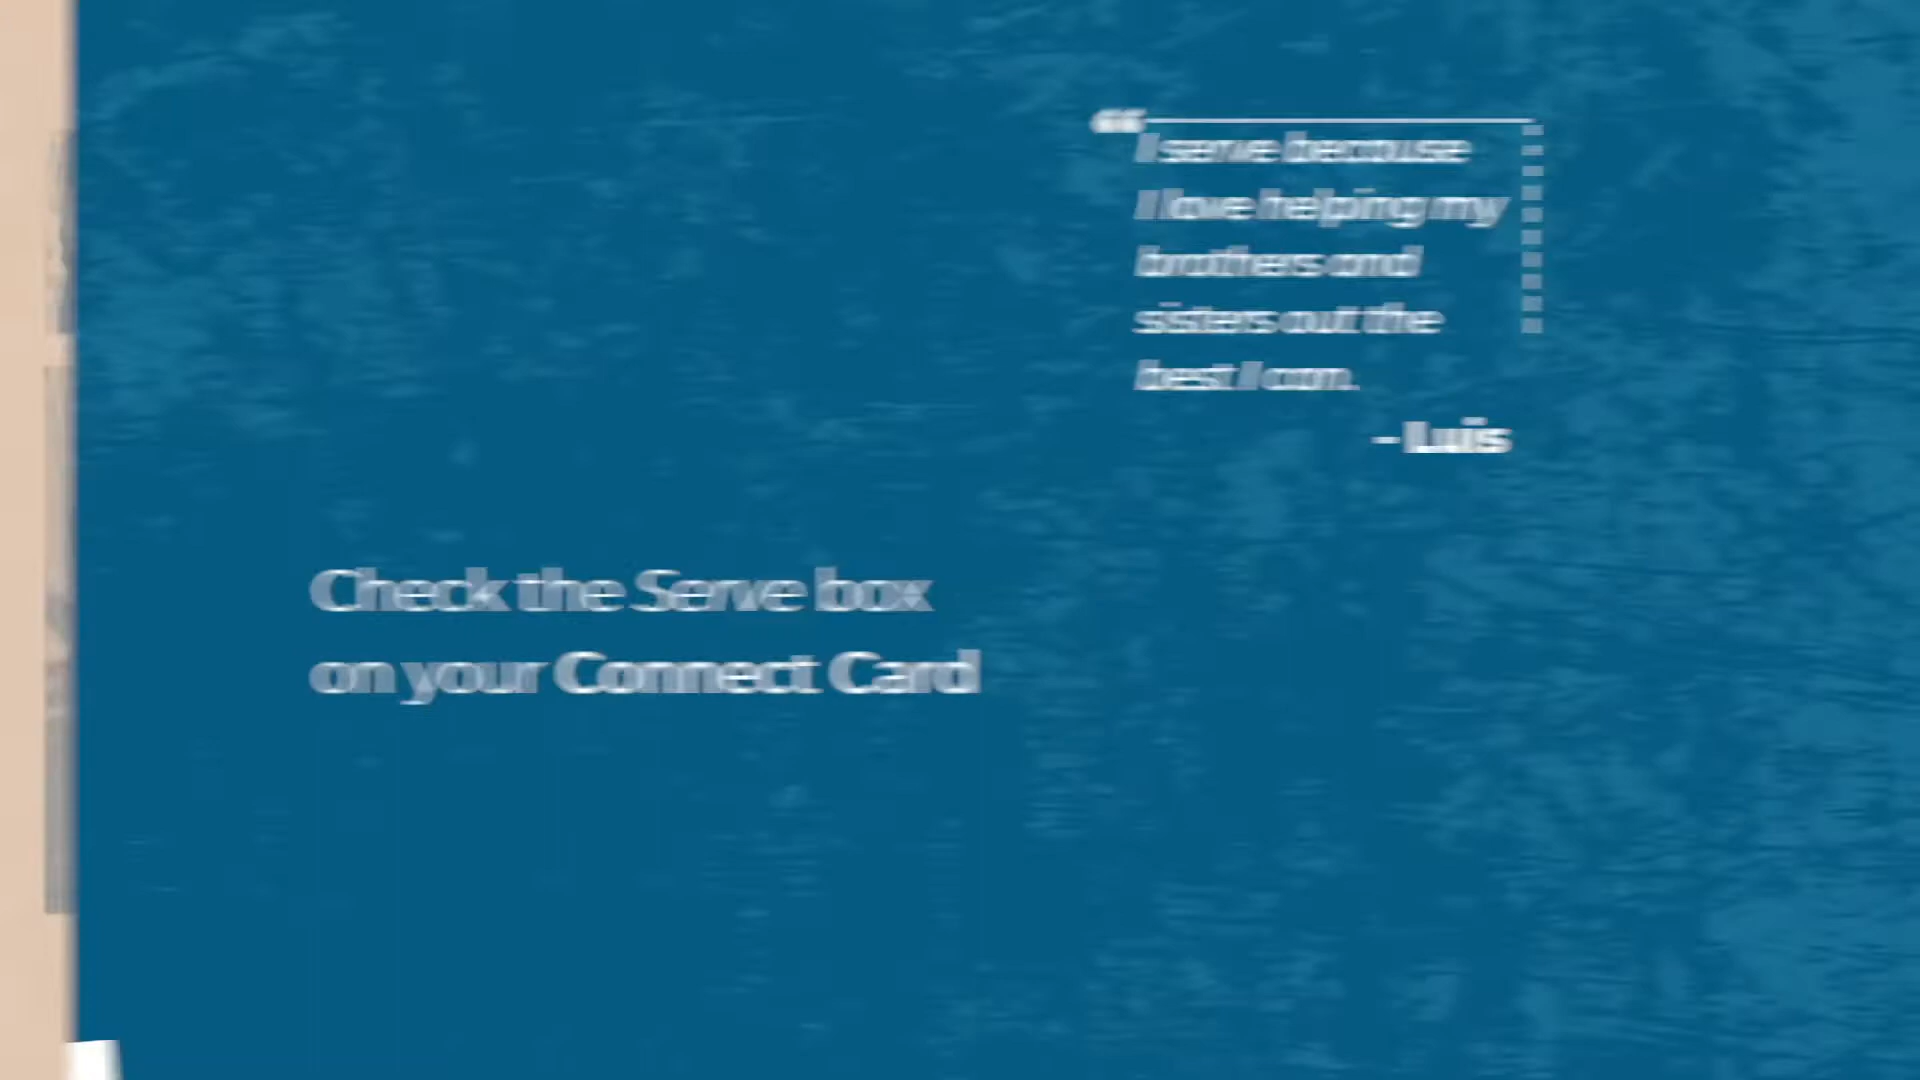 “
I serve because
I love helping my
brothers and
sisters out the
best I can.
- Luis
Check the Serve box
on your Connect Card